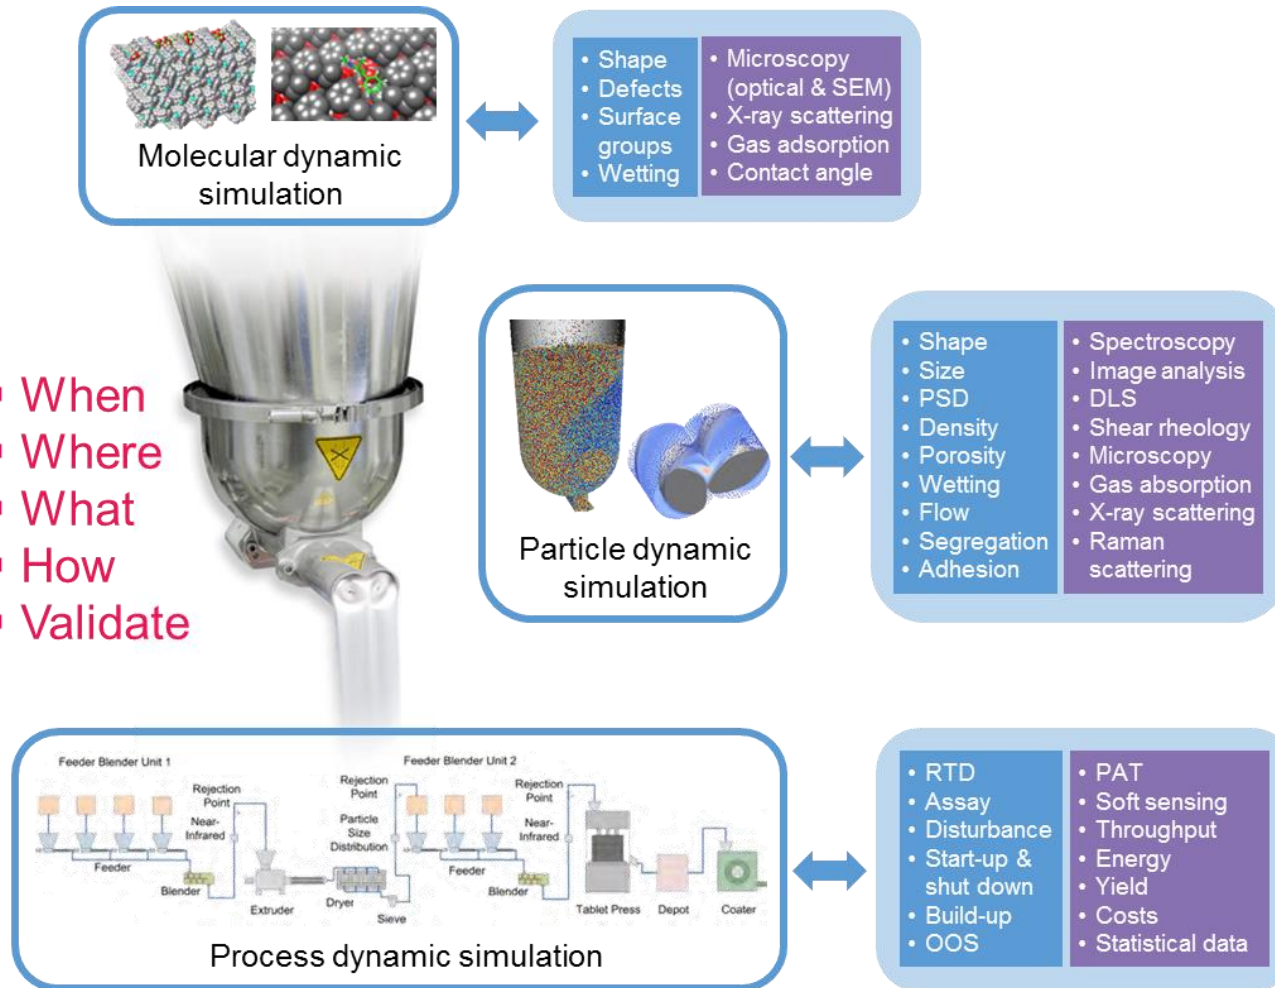 Molecular dynamic
simulation
• Shape
• Defects
• Surface
groups
• Wetting
• Microscopy
(optical & SEM)
• X-ray scattering
• Gas adsorption
• Contact angle
When
Where
What
How
Validate
Particle dynamic
simulation
• Shape
• Size
• PSD
• Density
• Porosity
• Wetting
• Flow
• Segregation
• Adhesion
• Spectroscopy
• Image analysis
• DLS
• Shear rheology
• Microscopy
• Gas absorption
• X-ray scattering
• Raman
scattering
Feeder Blender Unit 1
Rejection
Point
Near-
Infrared
Feeder
Blender
Extruder
Dryer
Sieve
Rejection
Point
Particle
Size
Distribution
Feeder Blender Unit 2
Rejection
Point
Near-
Infrared
Feeder
Blender
Tablet Press
Depot
Coater
Process dynamic simulation
• RTD
• Assay
• Disturbance
• Start-up &
shut down
• Build-up
• OOS
• PAT
• Soft sensing
• Throughput
• Energy
• Yield
• Costs
• Statistical data